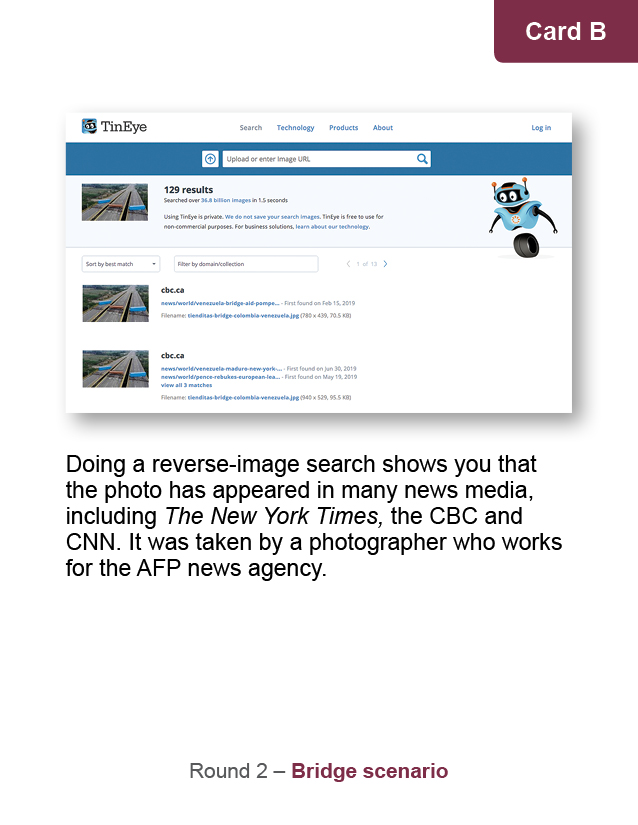 Card B
TinEye
Search Technology Products About Log in
Upload or enter Image URL
129 results
Searched over 36.8 billion images in 1.5 seconds
Using TinEye is private. We do not save your search images. TinEye is free to use for
non-commercial purposes. For business solutions, learn about our technology.
Sort by best match
Filter by domain/collection
1 of 13
cbc.ca
news/world/venezuela-bridge-aid-pompe... - First found on Feb 15, 2019
Filename: tienditas-bridge-colombia-venezuela.jpg (780 x 439, 70.5 KB)
cbc.ca
news/world/venezuela-maduro-new-york-... - First found on Jun 30, 2019
news/world/pence-rebukes-european-lea... - First found on May 19, 2019
view all 3 matches
Filename: tienditas-bridge-colombia-venezuela.jpg (940 x 529, 95.5 KB)
Doing a reverse-image search shows you that
the photo has appeared in many news media,
including The New York Times, the CBC and
CNN. It was taken by a photographer who works
for the AFP news agency.
Round 2 – Bridge scenario